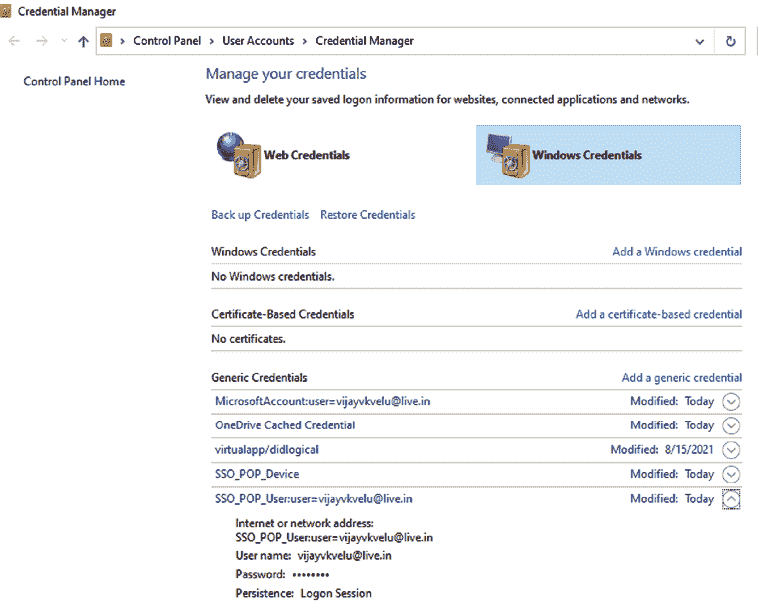 Credential Manager
Control Panel > User Accounts > Credential Manager
Control Panel Home
Manage your credentials
View and delete your saved logon information for websites, connected applications and networks.
Web Credentials Windows Credentials
Back up Credentials Restore Credentials
Windows Credentials Add a Windows credential
No Windows credentials.
Certificate-Based Credentials Add a certificate-based credential
No certificates.
Generic Credentials Add a generic credential
MicrosoftAccount:user=vijayvkvelu@live.in Modified: Today
OneDrive Cached Credential Modified: Today
virtualapp/didlogical Modified: 8/15/2021
SSO_POP_Device Modified: Today
SSO_POP_User:user=vijayvkvelu@live.in Modified: Today
Internet or network address:
SSO_POP_User:user=vijayvkvelu@live.in
User name: vijayvkvelu@live.in
Password: ••••••••
Persistence: Logon Session